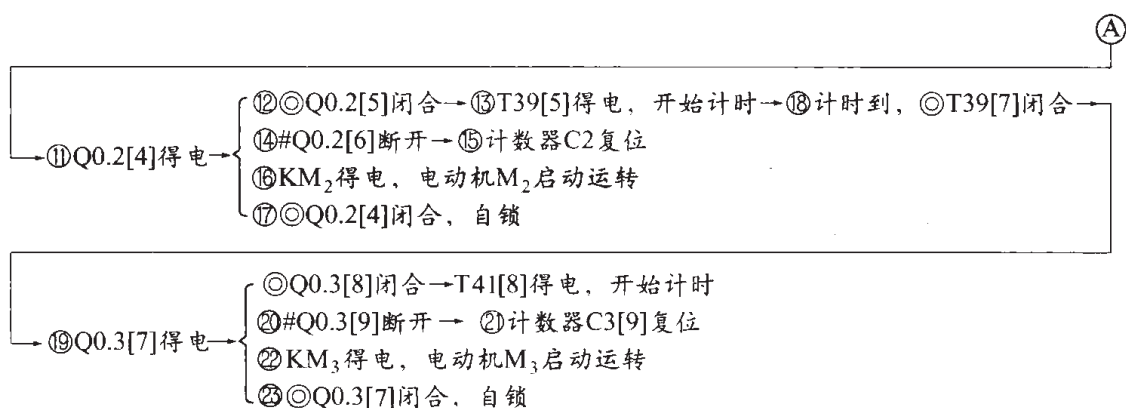 Ⓐ
⑫◎Q0.2[5]闭合→⑬T39[5]得电，开始计时→⑱计时到，◎T39[7]闭合
⑭#Q0.2[6]断开→⑮计数器C2复位
⑪Q0.2[4]得电→
⑯KM₂得电，电动机M₂启动运转
⑰◎Q0.2[4]闭合，自锁
◎Q0.3[8]闭合→T41[8]得电，开始计时
⑳#Q0.3[9]断开→㉑计数器C3[9]复位
⑲Q0.3[7]得电→
㉒KM₃得电，电动机M₃启动运转
㉓◎Q0.3[7]闭合，自锁